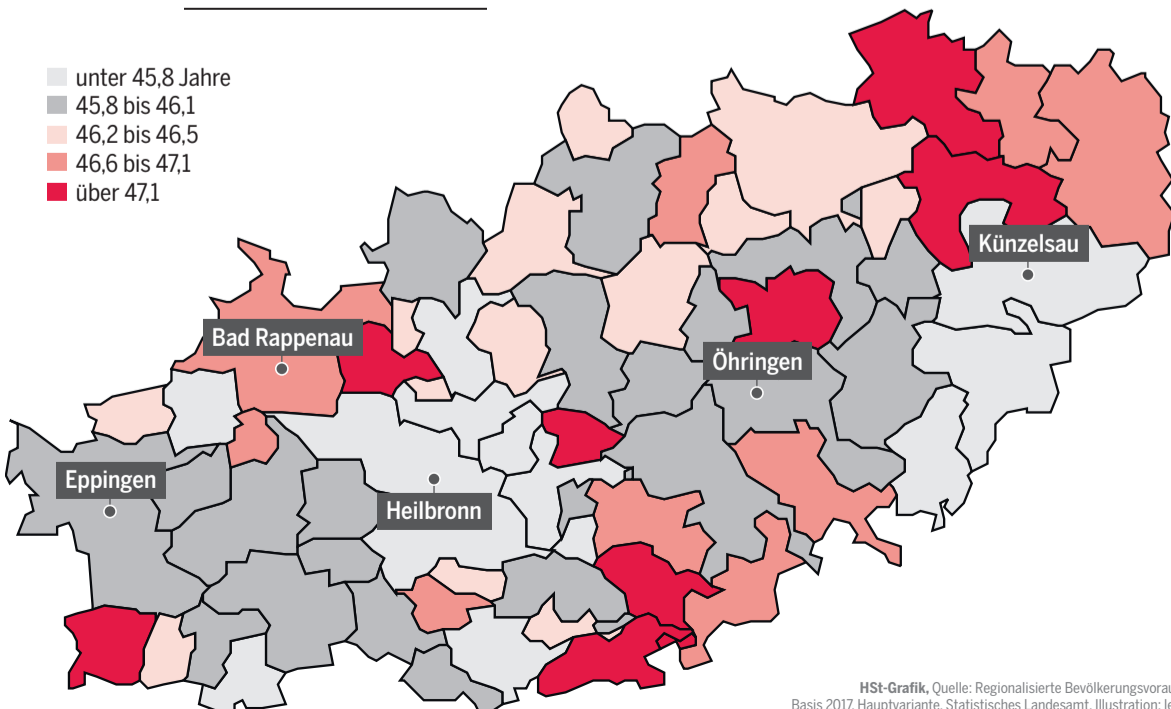 unter 45,8 Jahre
45,8 bis 46,1
46,2 bis 46,5
46,6 bis 47,1
über 47,1
Künzelsau
Bad Rappenau
Öhringen
Eppingen
Heilbronn
HSt-Grafik, Quelle: Regionalisierte
Basis 2017, Hauptvariante, Statistisches Landesamt, Illustration: